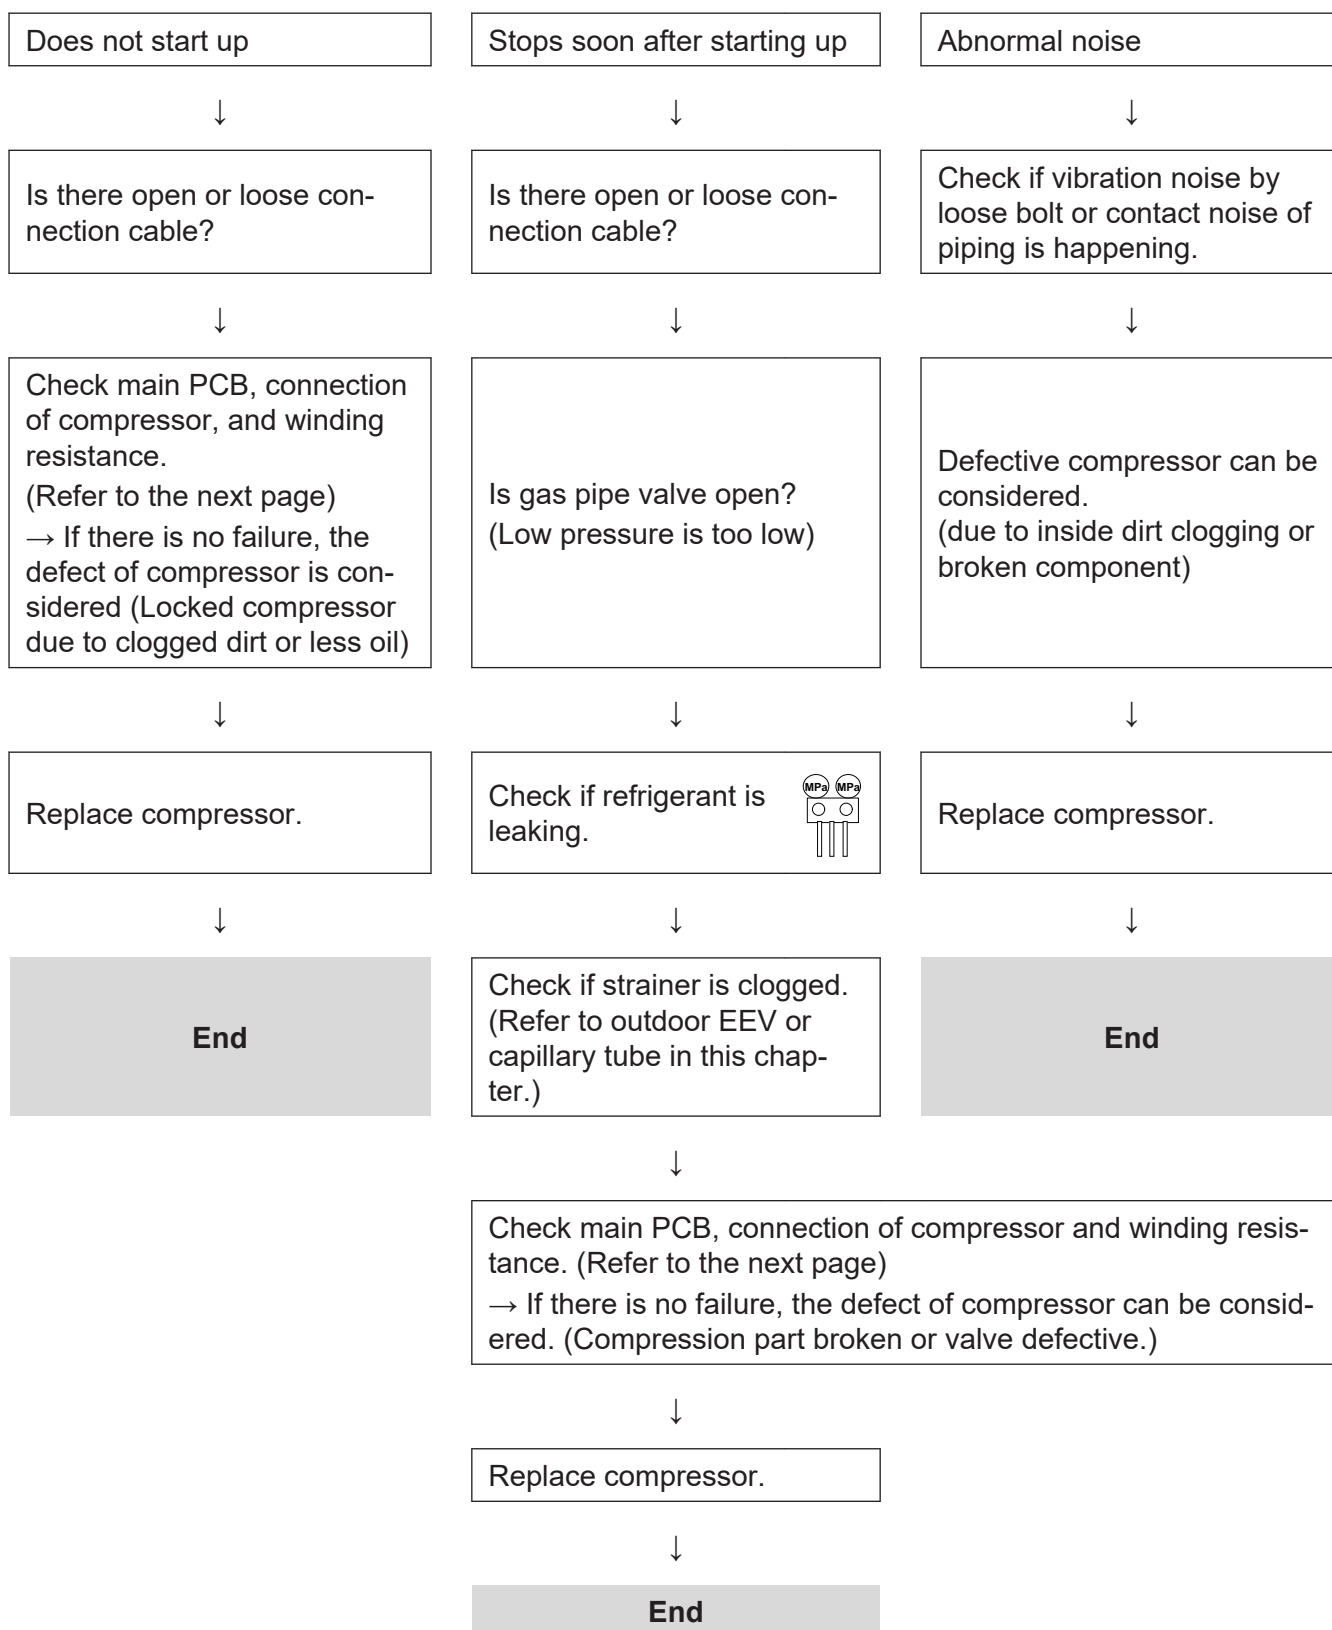 Does not start up
↓
Is there open or loose con-
nection cable?
↓
Check main PCB, connection
of compressor, and winding
resistance.
(Refer to the next page)
→ If there is no failure, the
defect of compressor is con-
sidered (Locked compressor
due to clogged dirt or less oil)
↓
Replace compressor.
↓
End
Stops soon after starting up
↓
Is there open or loose con-
nection cable?
↓
Is gas pipe valve open?
(Low pressure is too low)
↓
Check if refrigerant is
leaking.
MPa MPa
↓
Check if strainer is clogged.
(Refer to outdoor EEV or
capillary tube in this chap-
ter.)
↓
Check main PCB, connection of compressor and winding resis-
tance. (Refer to the next page)
→ If there is no failure, the defect of compressor can be consid-
ered. (Compression part broken or valve defective.)
↓
Replace compressor.
↓
End
Abnormal noise
↓
Check if vibration noise by
loose bolt or contact noise of
piping is happening.
↓
Defective compressor can be
considered.
(due to inside dirt clogging or
broken component)
↓
Replace compressor.
↓
End